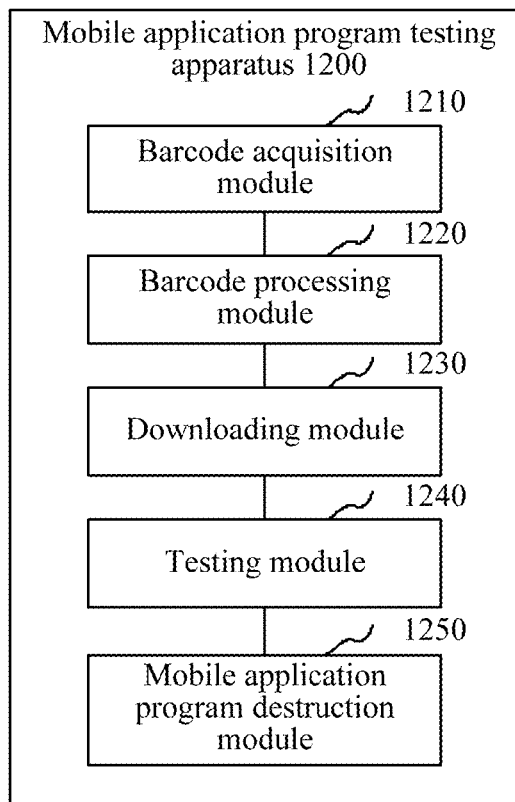 Mobile application program testing
apparatus 1200
1210
Barcode acquisition
module
1220
Barcode processing
module
1230
Downloading module
1240
Testing module
1250
Mobile application
program destruction
module